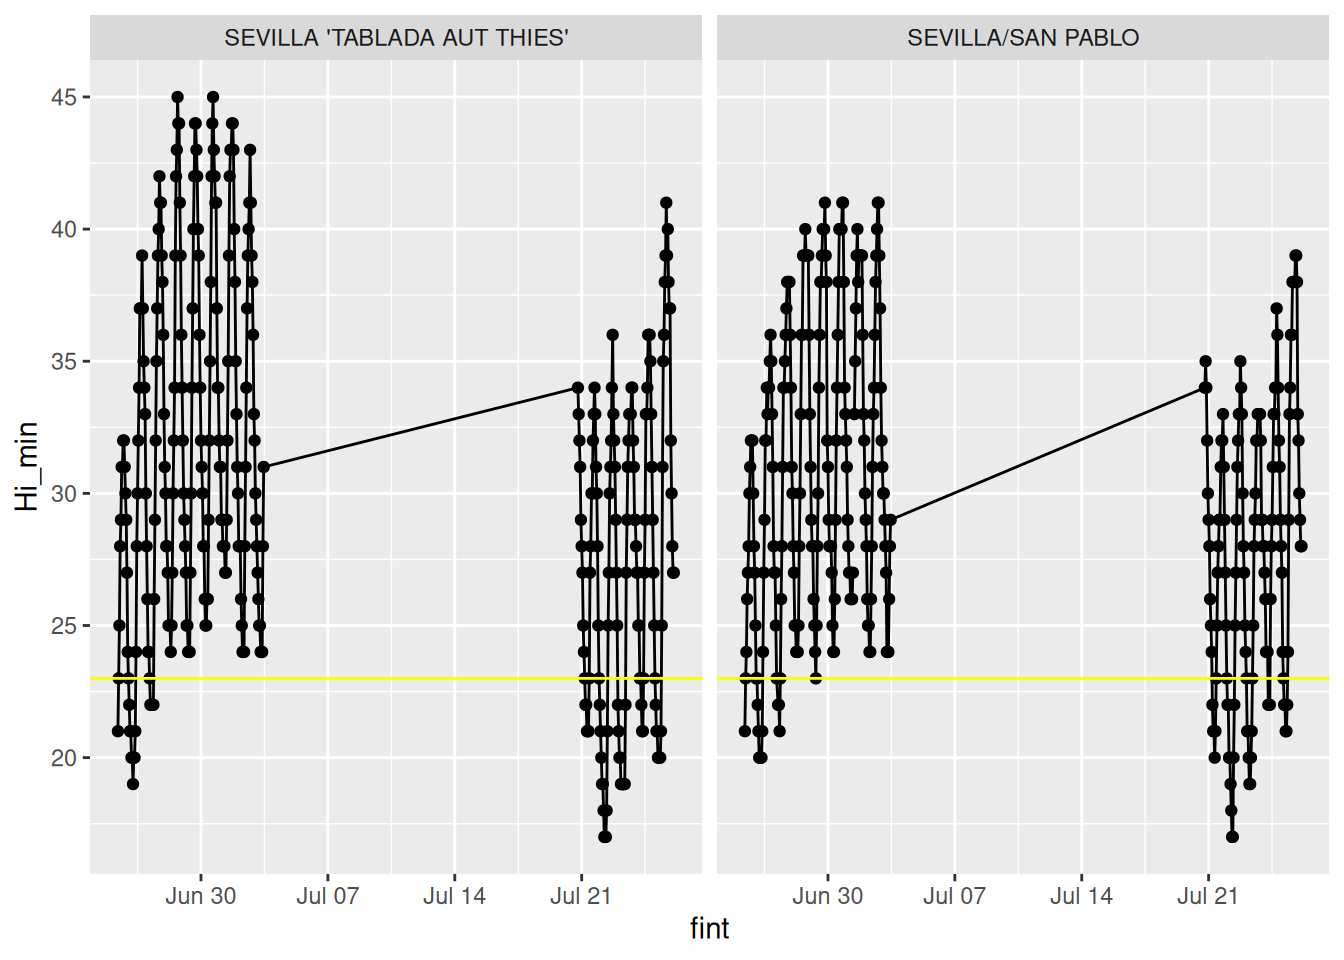 SEVILLA 'TABLADA AUT THIES'
SEVILLA/SAN PABLO
45
40
35
30
25
20
Hi_min
Jun 30
Jul 07
Jul 14
Jul 21
Jun 30
Jul 07
Jul 14
Jul 21
fint